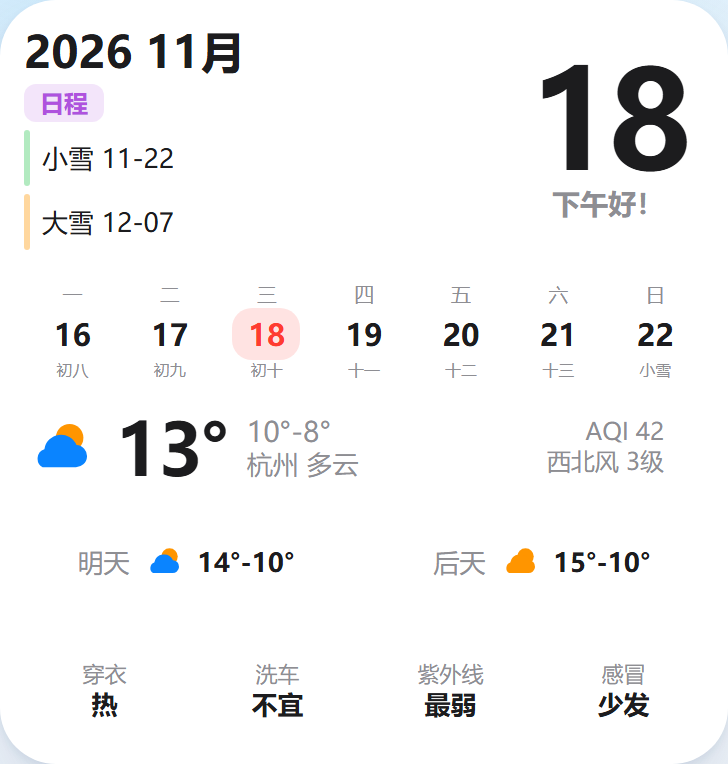 2026 11月
日程
小雪 11-22
大雪 12-07
18
下午好！
一 二 三 四 五 六 日
16 17 18 19 20 21 22
初八 初九 初十 十一 十二 十三 小雪
13°
10°-8°
杭州 多云
AQI 42
西北风 3级
明天 14°-10° 后天 15°-10°
穿衣 洗车 紫外线 感冒
热 不宜 最弱 少发